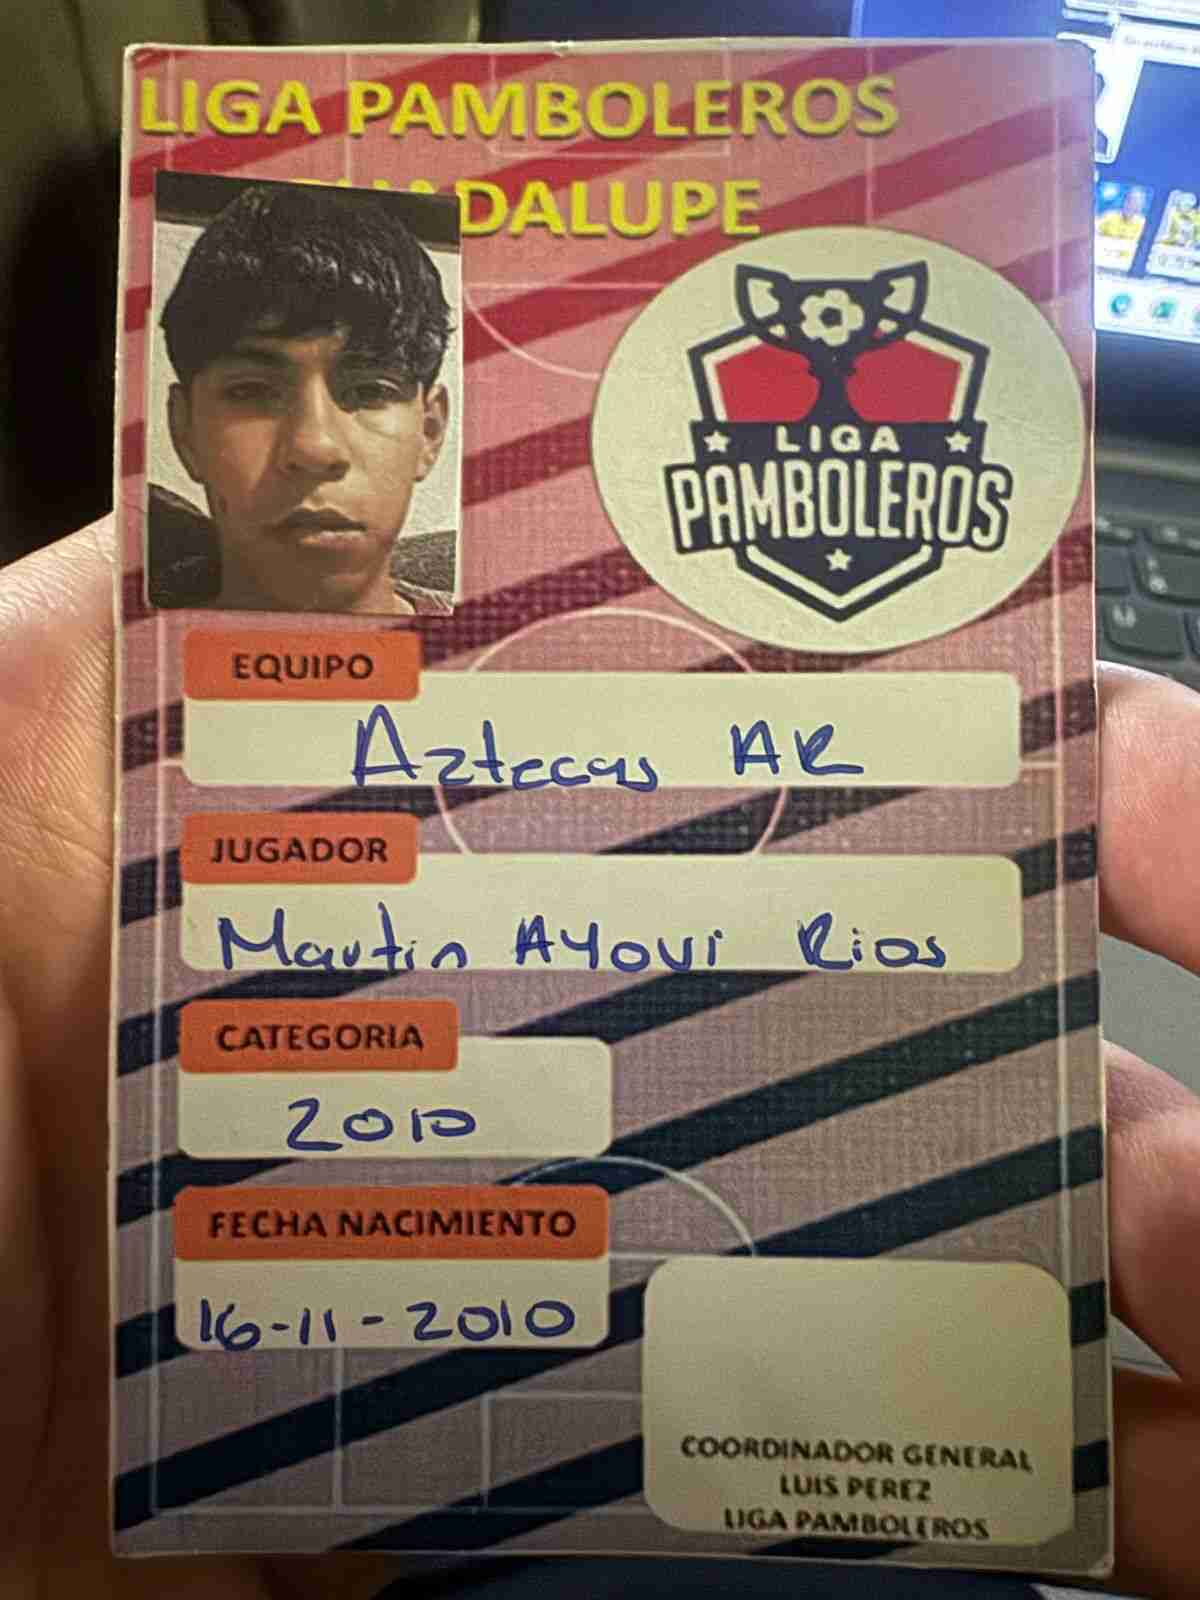 LIGA PAMBOLEROS
GUADALUPE
LIGA
PAMBOLEROS
EQUIPO
Aztecas AR
JUGADOR
Martin Ayovi Rios
CATEGORIA
2010
FECHA NACIMIENTO
16-11-2010
COORDINADOR GENERAL
LUIS PEREZ
LIGA PAMBOLEROS